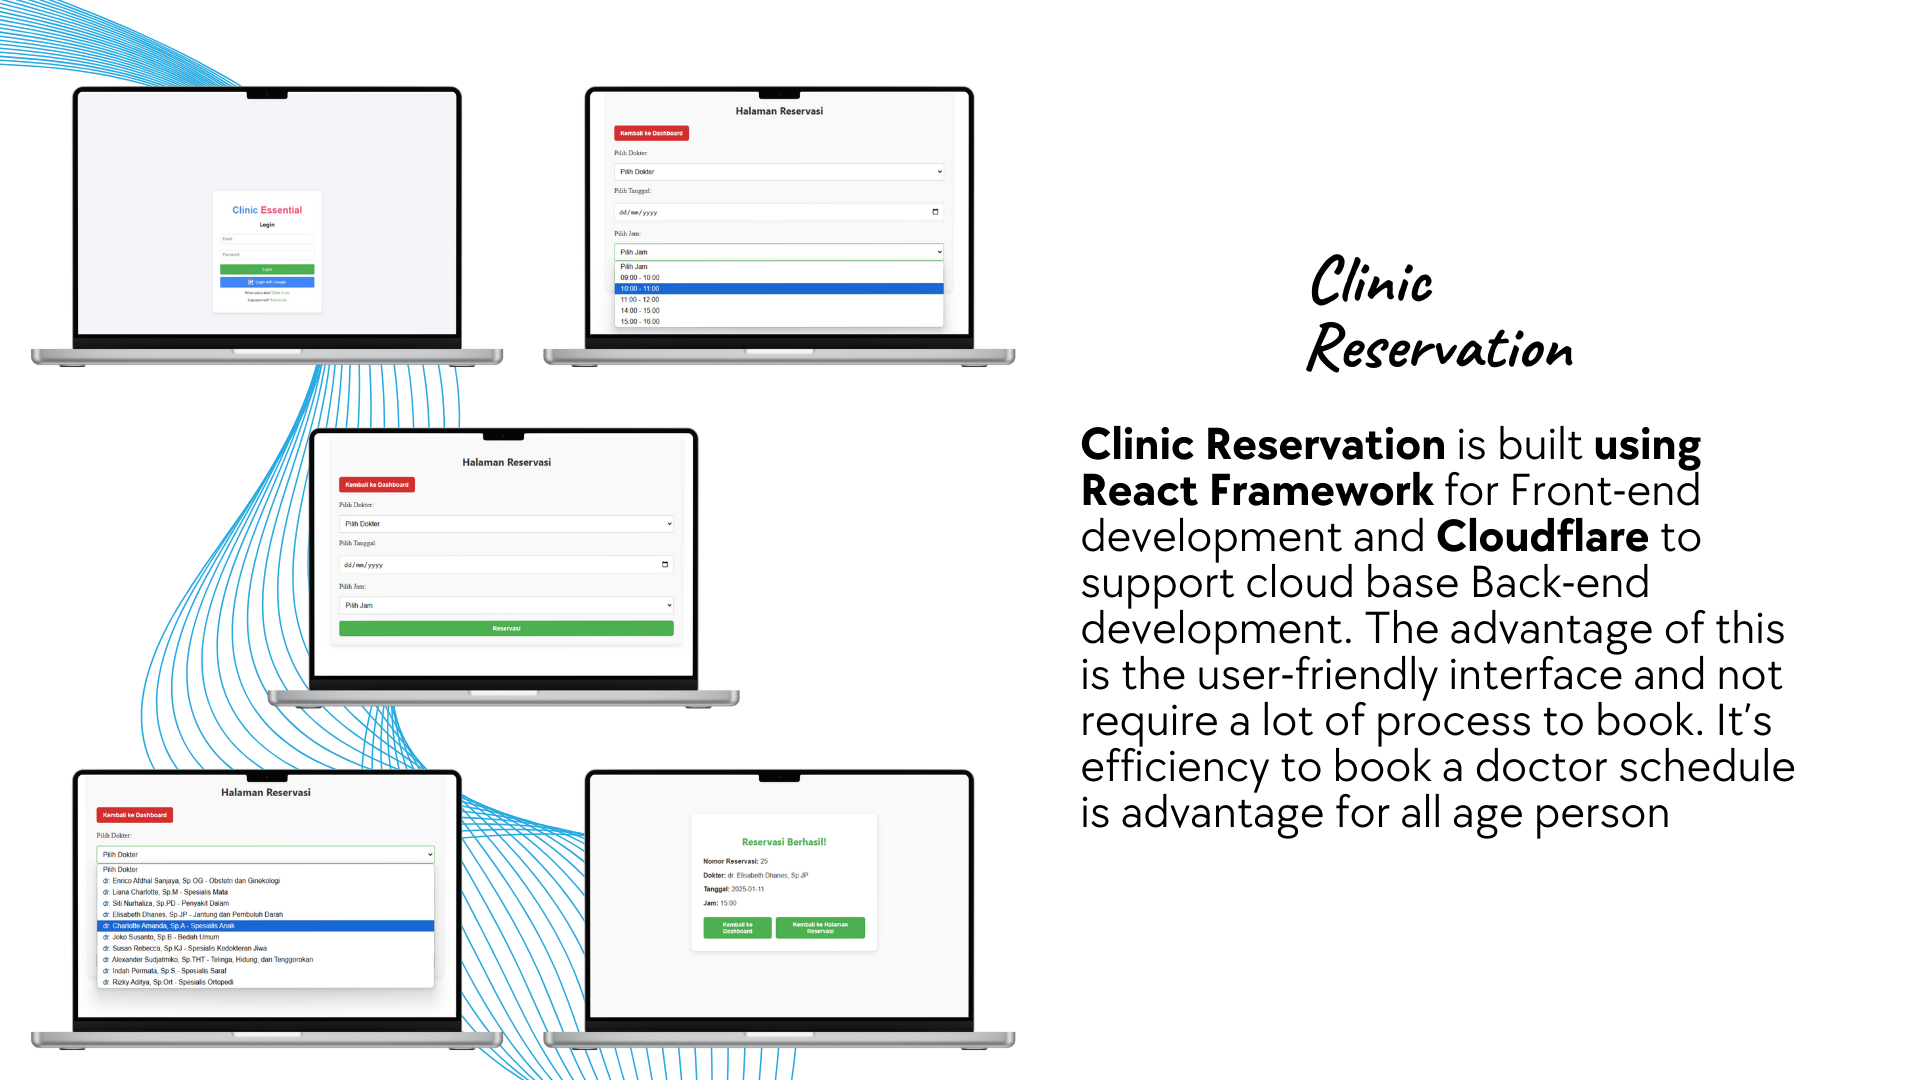 Clinic Essential
Login
Email
Password
Login
Login with Google
Halaman Reservasi
Kembali ke Dashboard
Pilih Dokter:
Pilih Dokter
Pilih Tanggal:
dd/mm/yyyy
Pilih Jam:
Pilih Jam
Pilih Jam
09:00 - 10:00
10:00 - 11:00
11:00 - 12:00
14:00 - 15:00
15:00 - 16:00
Halaman Reservasi
Kembali ke Dashboard
Pilih Dokter:
Pilih Dokter
Pilih Tanggal:
dd/mm/yyyy
Pilih Jam:
Pilih Jam
Reservasi
Halaman Reservasi
Kembali ke Dashboard
Pilih Dokter:
Pilih Dokter
Pilih Dokter
dr. Enrico Afdhal Sanjaya, Sp.OG - Obstetri dan Ginekologi
dr. Liana Charlotte, Sp.M - Spesialis Mata
dr. Siti Nurhaliza, Sp.PD - Penyakit Dalam
dr. Elisabeth Dhanes, Sp.JP - Jantung dan Pembuluh Darah
dr. Charlotte Amanda, Sp.A - Spesialis Anak
dr. Joko Susanto, Sp.B - Bedah Umum
dr. Susan Rebecca, Sp.KJ - Spesialis Kedokteran Jiwa
dr. Alexander Sudjatmiko, Sp.THT - Telinga, Hidung, dan Tenggorokan
dr. Indah Permata, Sp.S - Spesialis Saraf
dr. Rizky Aditya, Sp.Ort - Spesialis Ortopedi
Reservasi Berhasil!
Nomor Reservasi: 25
Dokter: dr. Elisabeth Dhanes, Sp.JP
Tanggal: 2025-01-11
Jam: 15:00
Kembali ke
Dashboard
Kembali ke Halaman
Reservasi
Clinic
Reservation
Clinic Reservation is built using
React Framework for Front-end
development and Cloudflare to
support cloud base Back-end
development. The advantage of this
is the user-friendly interface and not
require a lot of process to book. It's
efficiency to book a doctor schedule
is advantage for all age person